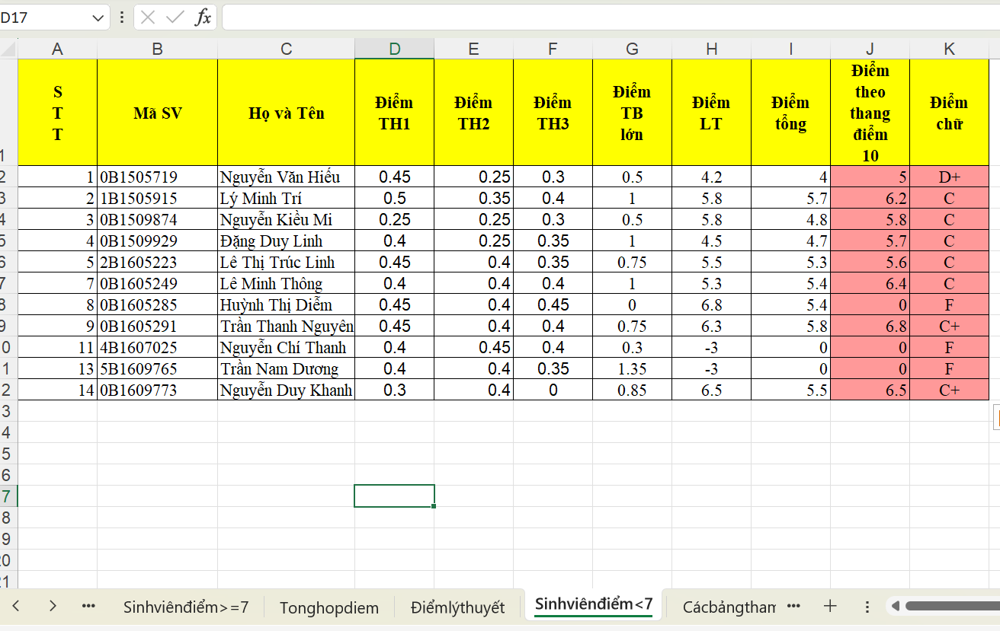 D17 fx
A B C D E F G H I J K
1 S T T Mã SV Họ và Tên Điểm TH1 Điểm TH2 Điểm TH3 Điểm TB lớn Điểm LT Điểm tổng Điểm theo thang điểm 10 Điểm chữ
2 1 0B1505719 Nguyễn Văn Hiếu 0.45 0.25 0.3 0.5 4.2 4 5 D+
3 2 1B1505915 Lý Minh Trí 0.5 0.35 0.4 1 5.8 5.7 6.2 C
4 3 0B1509874 Nguyễn Kiều Mi 0.25 0.25 0.3 0.5 5.8 4.8 5.8 C
5 4 0B1509929 Đặng Duy Linh 0.4 0.25 0.35 1 4.5 4.7 5.7 C
6 5 2B1605223 Lê Thị Trúc Linh 0.45 0.4 0.35 0.75 5.5 5.3 5.6 C
7 7 0B1605249 Lê Minh Thông 0.4 0.4 0.4 1 5.3 5.4 6.4 C
8 8 0B1605285 Huỳnh Thị Diễm 0.45 0.4 0.45 0 6.8 5.4 0 F
9 9 0B1605291 Trần Thanh Nguyên 0.45 0.4 0.4 0.75 6.3 5.8 6.8 C+
0 11 4B1607025 Nguyễn Chí Thanh 0.4 0.45 0.4 0.3 -3 0 0 F
1 13 5B1609765 Trần Nam Dương 0.4 0.4 0.35 1.35 -3 0 0 F
2 14 0B1609773 Nguyễn Duy Khanh 0.3 0.4 0 0.85 6.5 5.5 6.5 C+
3
4
5
6
7
8
9
20
21
Sinhviênđiểm>=7 Tonghopdiem Điểmlýthuyết Sinhviênđiểm<7 Cácbảngtham